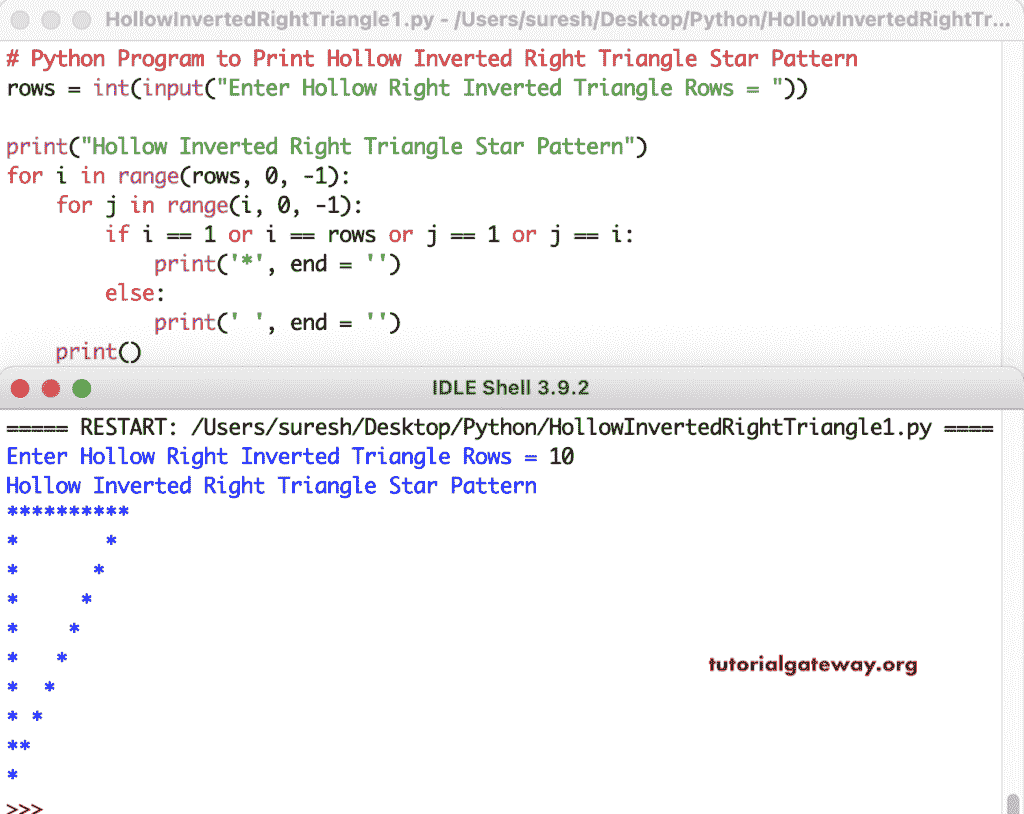 HollowInvertedRightTriangle1.py - /Users/suresh/Desktop/Python/HollowInvertedRightTr...
# Python Program to Print Hollow Inverted Right Triangle Star Pattern
rows = int(input("Enter Hollow Right Inverted Triangle Rows = "))

print("Hollow Inverted Right Triangle Star Pattern")
for i in range(rows, 0, -1):
    for j in range(i, 0, -1):
        if i == 1 or i == rows or j == 1 or j == i:
            print('*', end = '')
        else:
            print(' ', end = '')
    print()
IDLE Shell 3.9.2
===== RESTART: /Users/suresh/Desktop/Python/HollowInvertedRightTriangle1.py ====
Enter Hollow Right Inverted Triangle Rows = 10
Hollow Inverted Right Triangle Star Pattern
**********
*       *
*      *
*     *
*    *
*   *
*  *
* *
**
*
tutorialgateway.org
>>>